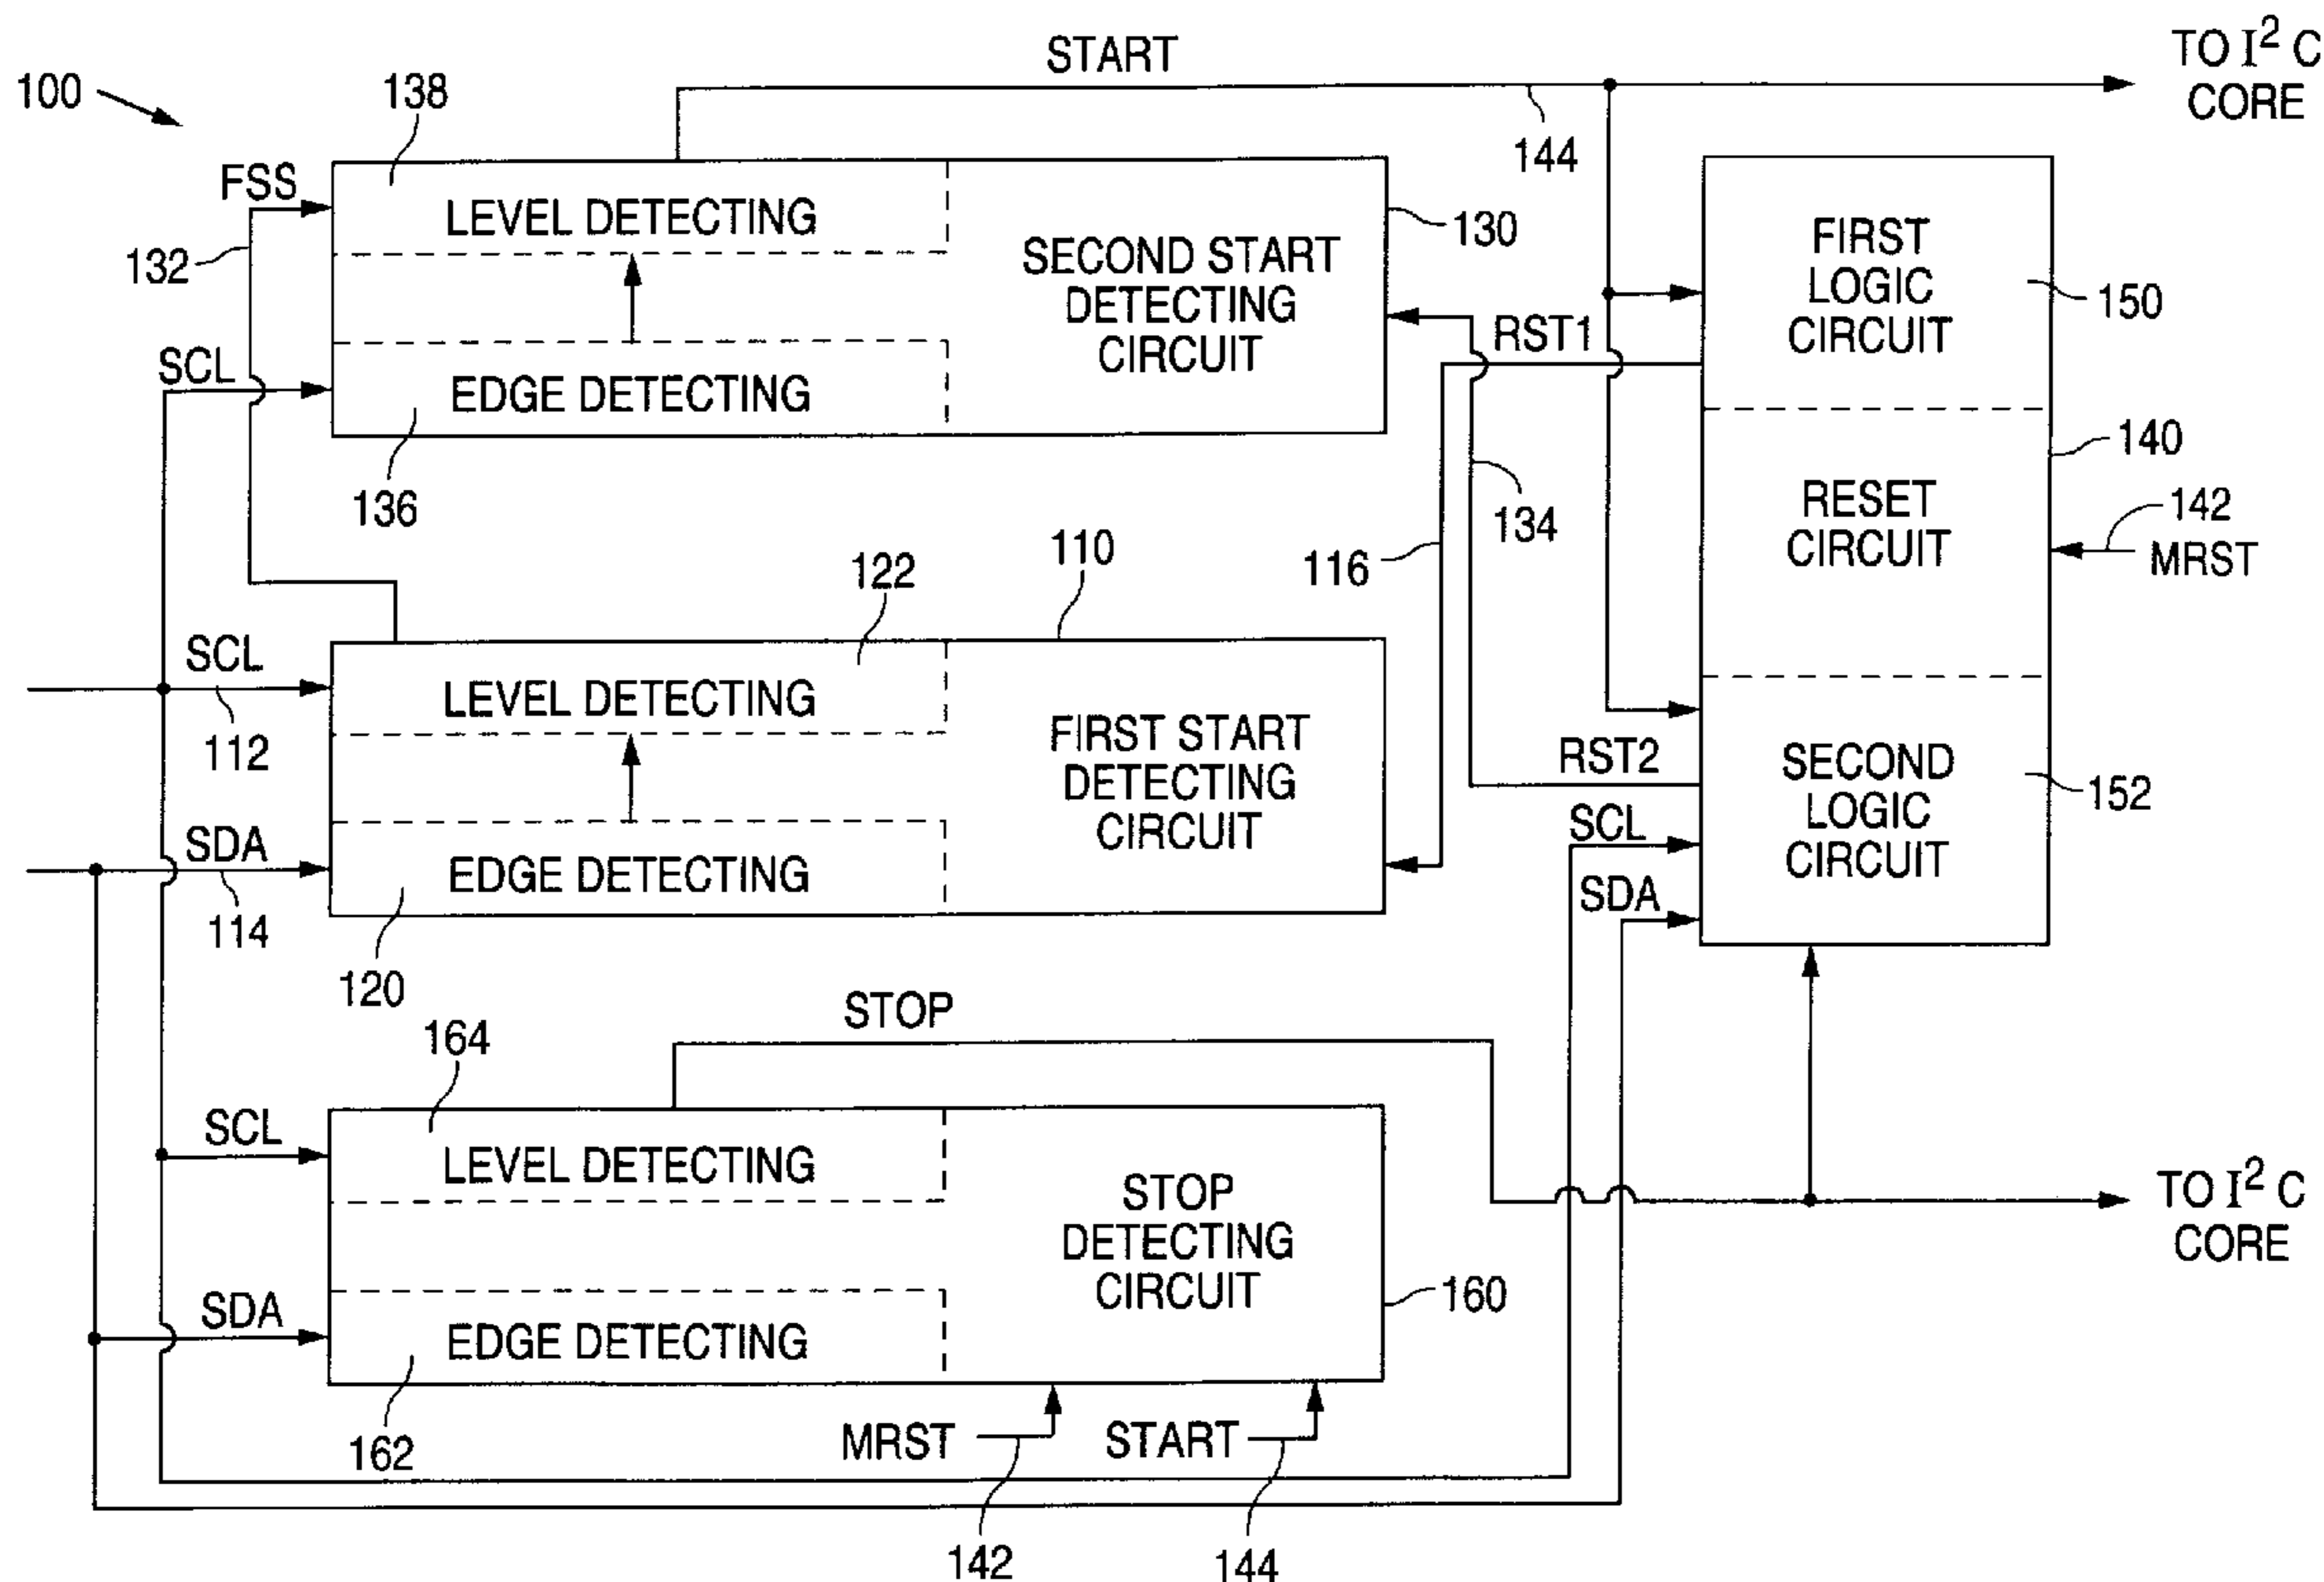 START
TO I² C
CORE
100
138
144
FSS
LEVEL DETECTING
132
SECOND START
DETECTING
CIRCUIT
130
FIRST
LOGIC
CIRCUIT
150
SCL
EDGE DETECTING
RST1
136
134
140
RESET
CIRCUIT
142
MRST
116
122
110
SCL
LEVEL DETECTING
112
FIRST START
DETECTING
CIRCUIT
RST2
SECOND
LOGIC
CIRCUIT
152
SCL
SDA
SDA
EDGE DETECTING
114
120
STOP
164
SCL
LEVEL DETECTING
STOP
DETECTING
CIRCUIT
160
TO I² C
CORE
SDA
EDGE DETECTING
162
MRST
START
142
144